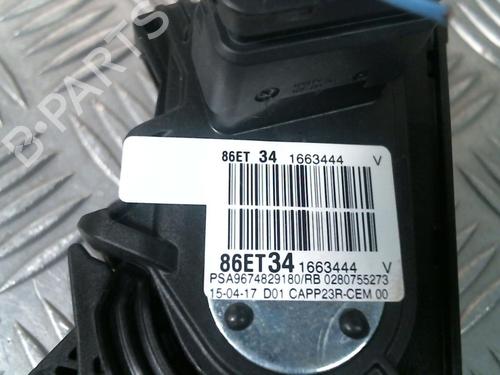 86ET 34 1663444 V
86ET34 1663444 V
PSA9674829180/RB 0280755273
15-04-17 D01 CAPP23R-CEM 00
B-PARTS